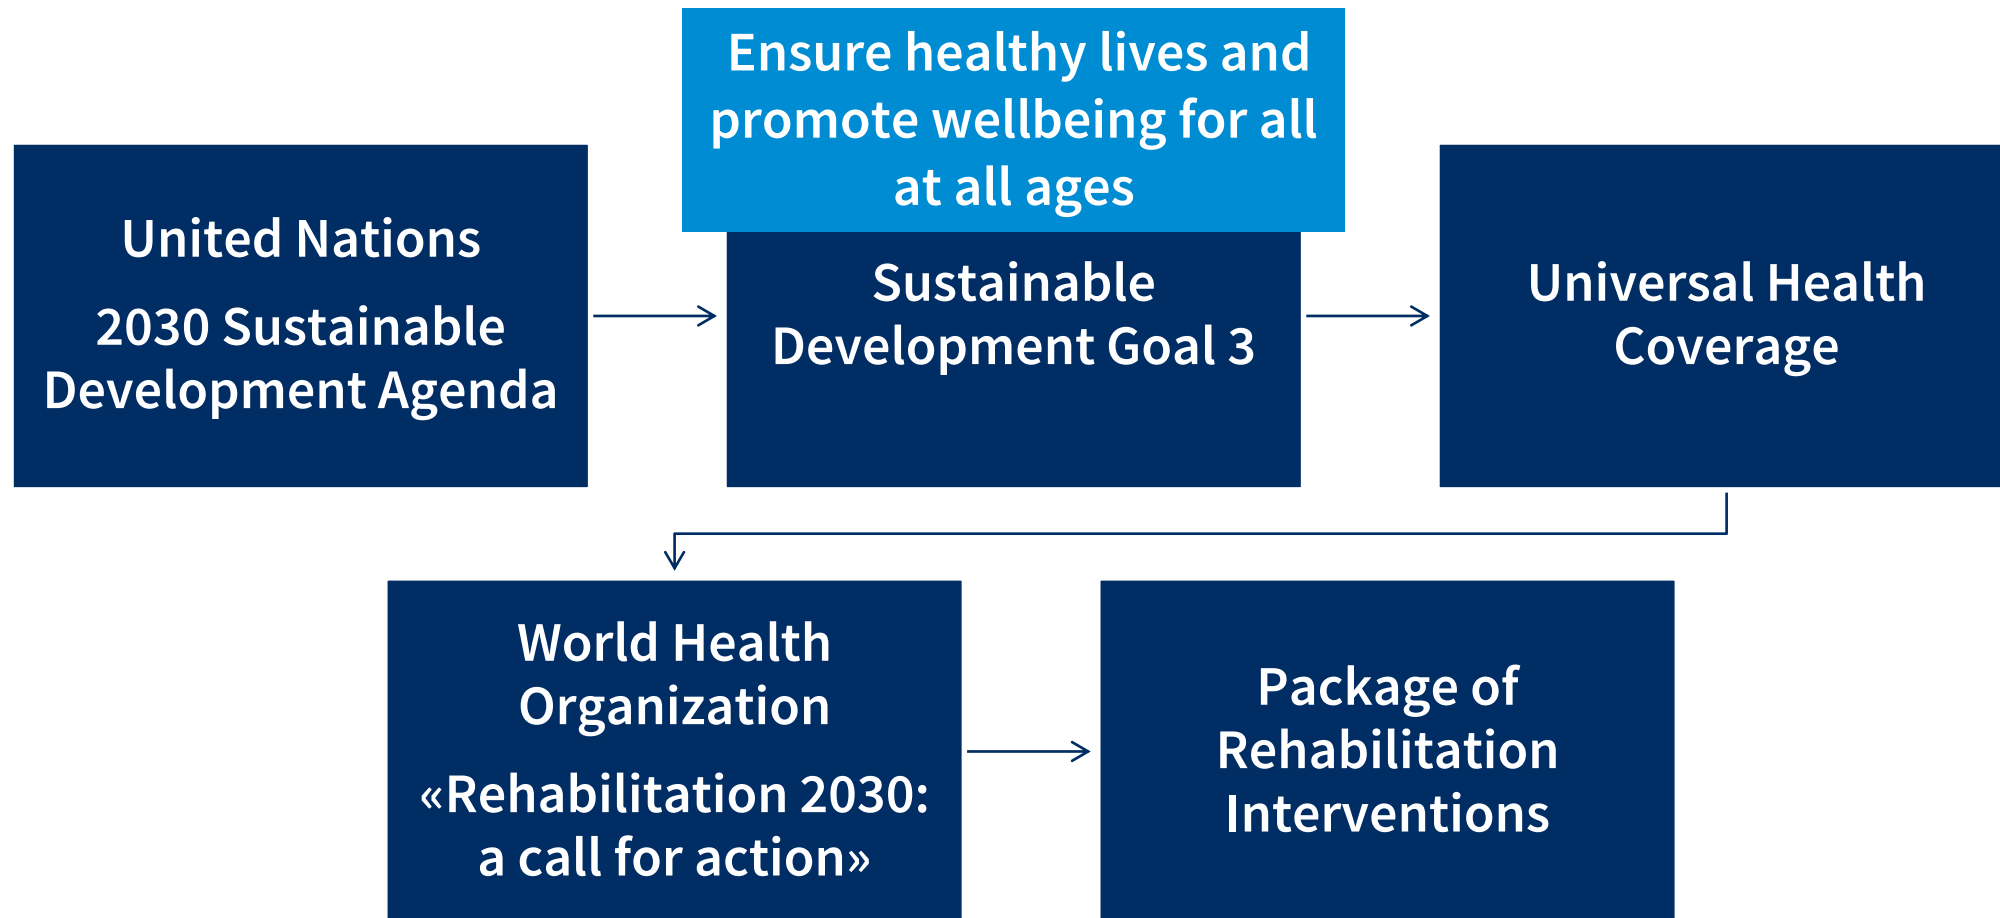 Ensure healthy lives and
promote wellbeing for all
at all ages
United Nations
2030 Sustainable
Development Agenda
Sustainable
Development Goal 3
Universal Health
Coverage
World Health
Organization
«Rehabilitation 2030:
a call for action»
Package of
Rehabilitation
Interventions